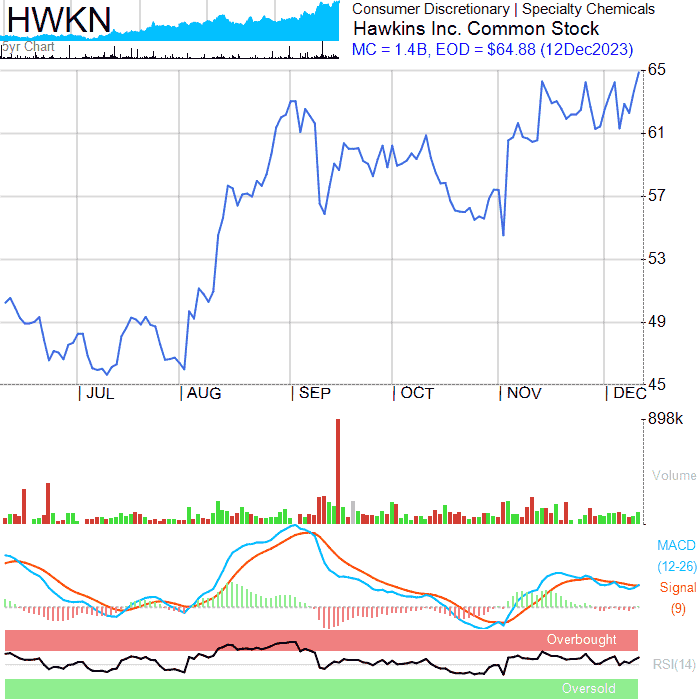 HWKN
5yr Chart
Consumer Discretionary | Specialty Chemicals
Hawkins Inc. Common Stock
MC = 1.4B, EOD = $64.88 (12Dec2023)
65
61
57
53
49
45
JUL
AUG
SEP
OCT
NOV
DEC
898k
Volume
MACD
(12-26)
Signal
(9)
Overbought
RSI(14)
Oversold